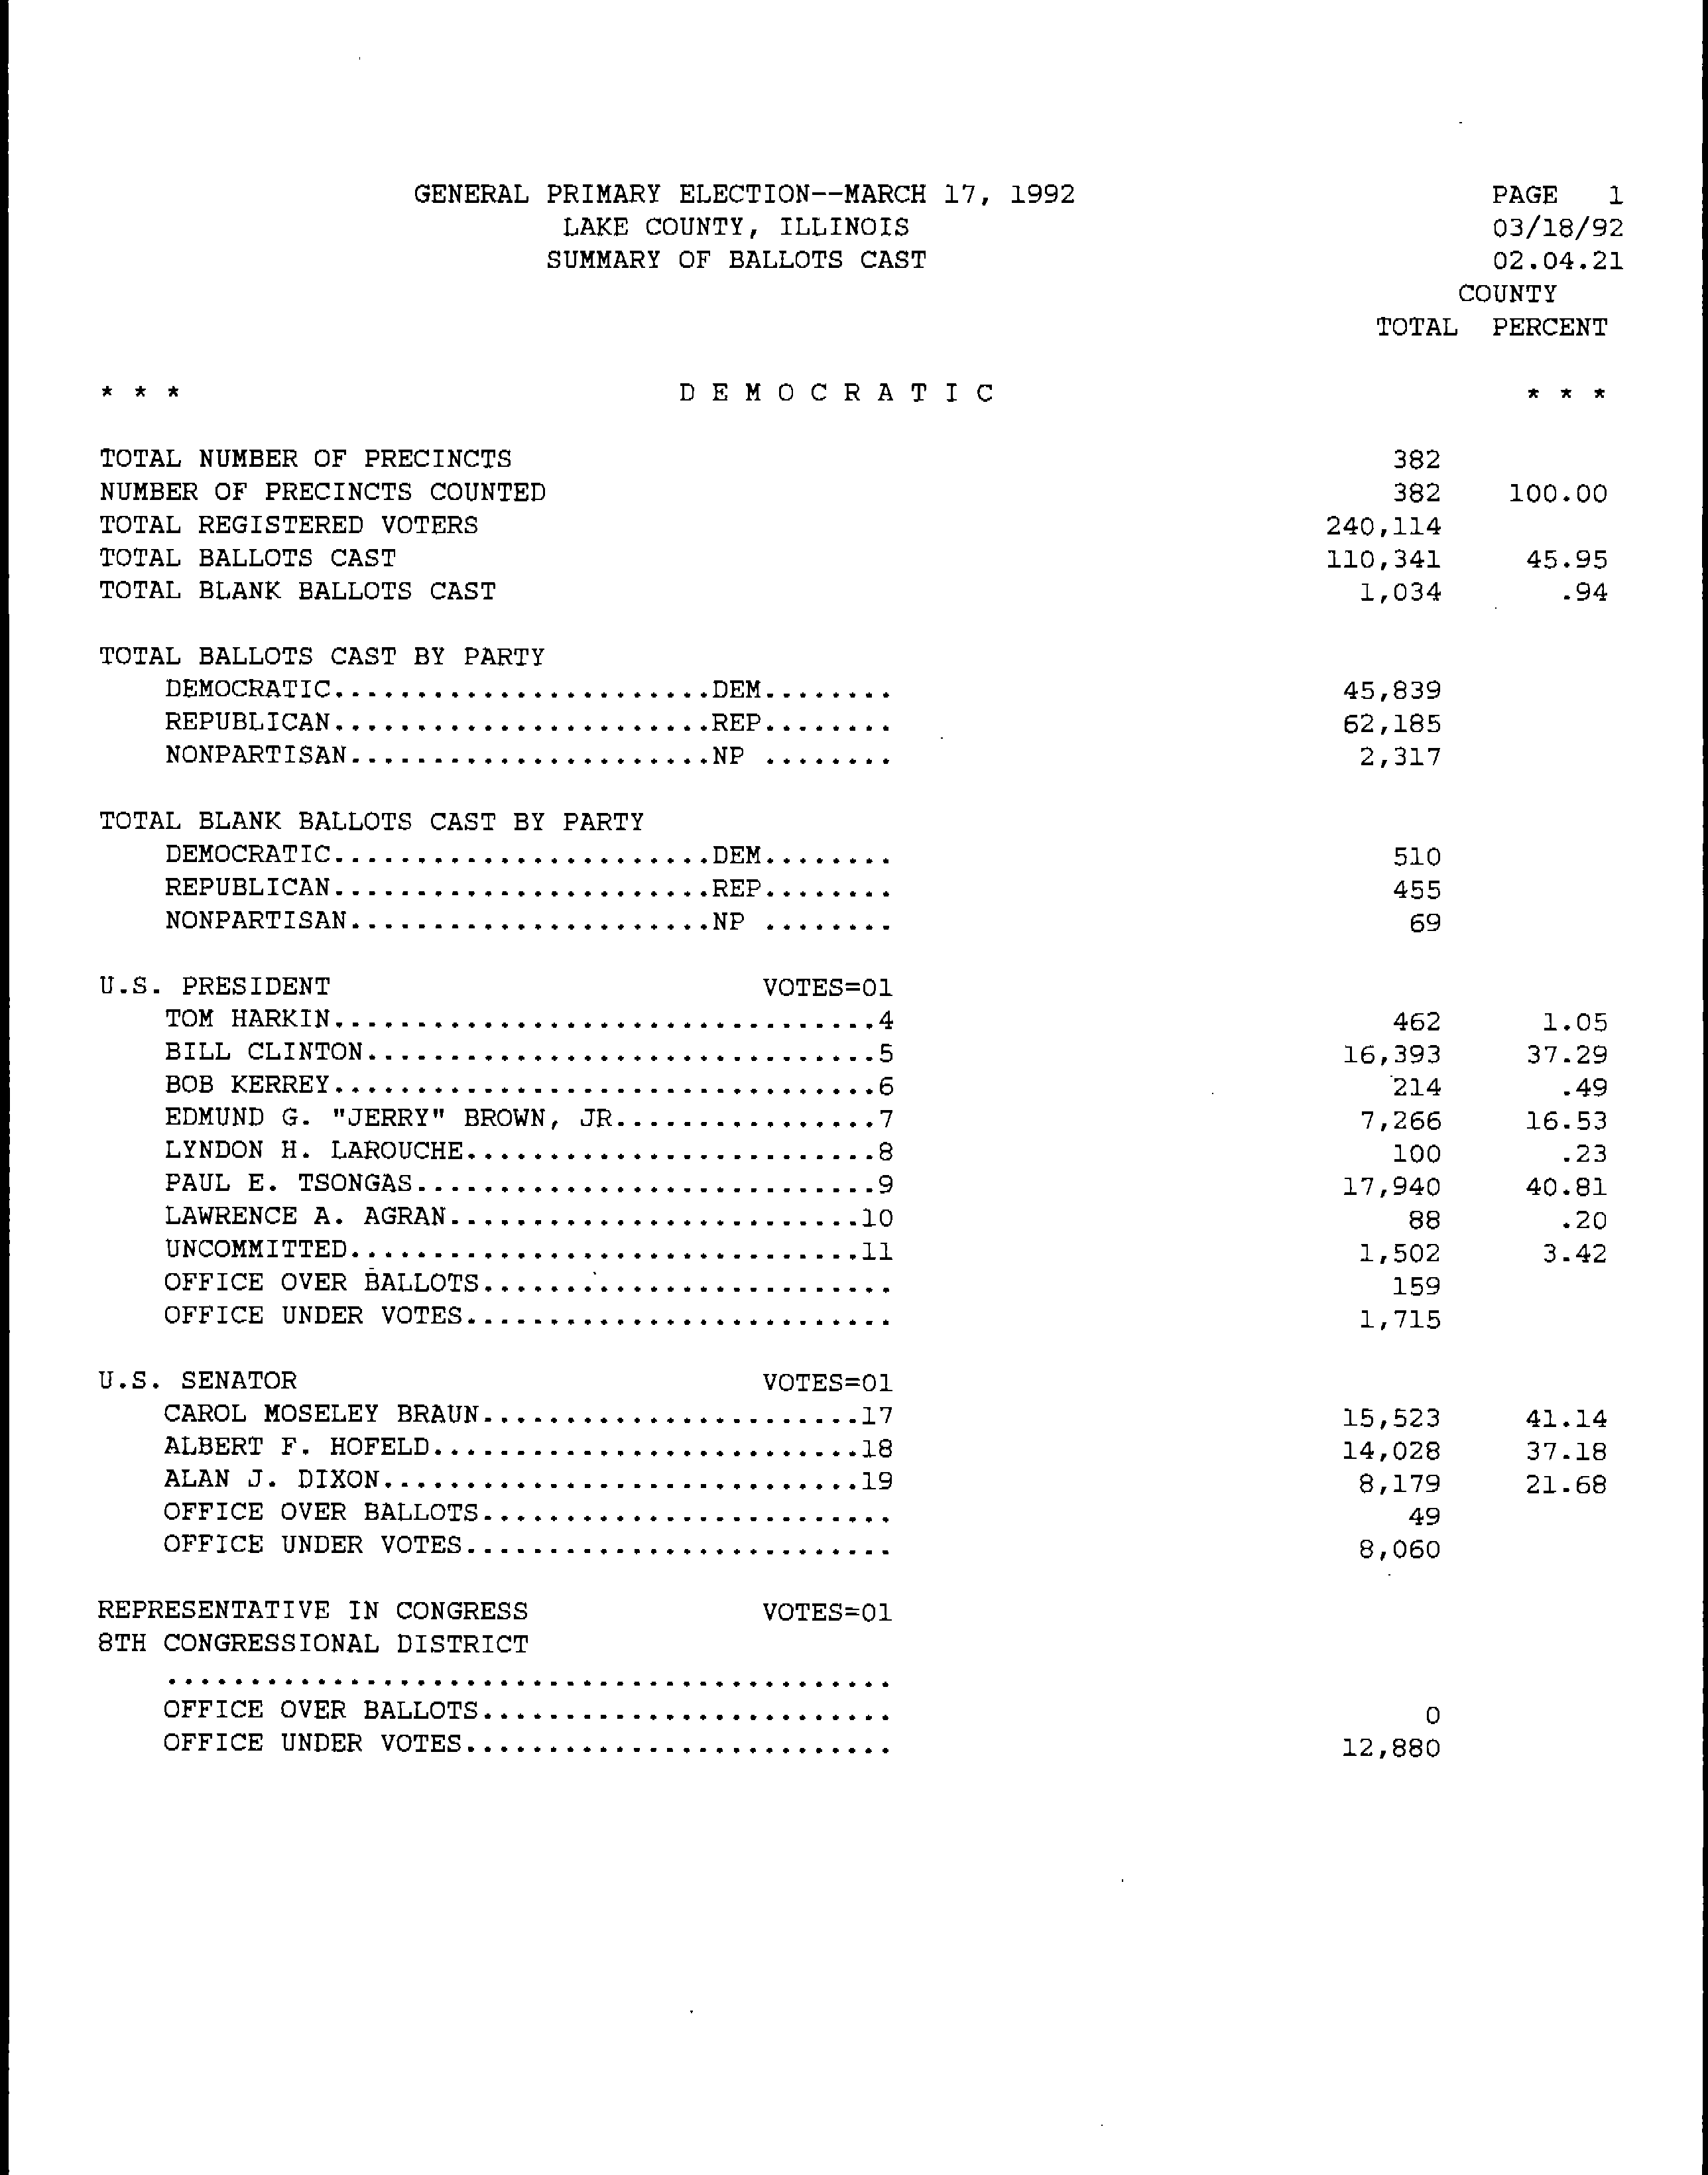 GENERAL PRIMARY ELECTION--MARCH 17, 1992 PAGE 1
LAKE COUNTY, ILLINOIS 03/18/92
SUMMARY OF BALLOTS CAST 02.04.21
COUNTY
TOTAL PERCENT
* * * D E M O C R A T I C * * *
TOTAL NUMBER OF PRECINCTS 382
NUMBER OF PRECINCTS COUNTED 382 100.00
TOTAL REGISTERED VOTERS 240,114
TOTAL BALLOTS CAST 110,341 45.95
TOTAL BLANK BALLOTS CAST 1,034 .94
TOTAL BALLOTS CAST BY PARTY
DEMOCRATIC.......................DEM........ 45,839
REPUBLICAN.......................REP........ 62,185
NONPARTISAN......................NP ........ 2,317
TOTAL BLANK BALLOTS CAST BY PARTY
DEMOCRATIC.......................DEM........ 510
REPUBLICAN.......................REP........ 455
NONPARTISAN......................NP ........ 69
U.S. PRESIDENT VOTES=01
TOM HARKIN.................................4 462 1.05
BILL CLINTON...............................5 16,393 37.29
BOB KERREY.................................6 214 .49
EDMUND G. "JERRY" BROWN, JR................7 7,266 16.53
LYNDON H. LAROUCHE.........................8 100 .23
PAUL E. TSONGAS............................9 17,940 40.81
LAWRENCE A. AGRAN.........................10 88 .20
UNCOMMITTED...............................11 1,502 3.42
OFFICE OVER BALLOTS......................... 159
OFFICE UNDER VOTES.......................... 1,715
U.S. SENATOR VOTES=01
CAROL MOSELEY BRAUN.......................17 15,523 41.14
ALBERT F. HOFELD..........................18 14,028 37.18
ALAN J. DIXON.............................19 8,179 21.68
OFFICE OVER BALLOTS......................... 49
OFFICE UNDER VOTES.......................... 8,060
REPRESENTATIVE IN CONGRESS VOTES=01
8TH CONGRESSIONAL DISTRICT
............................................
OFFICE OVER BALLOTS......................... 0
OFFICE UNDER VOTES.......................... 12,880